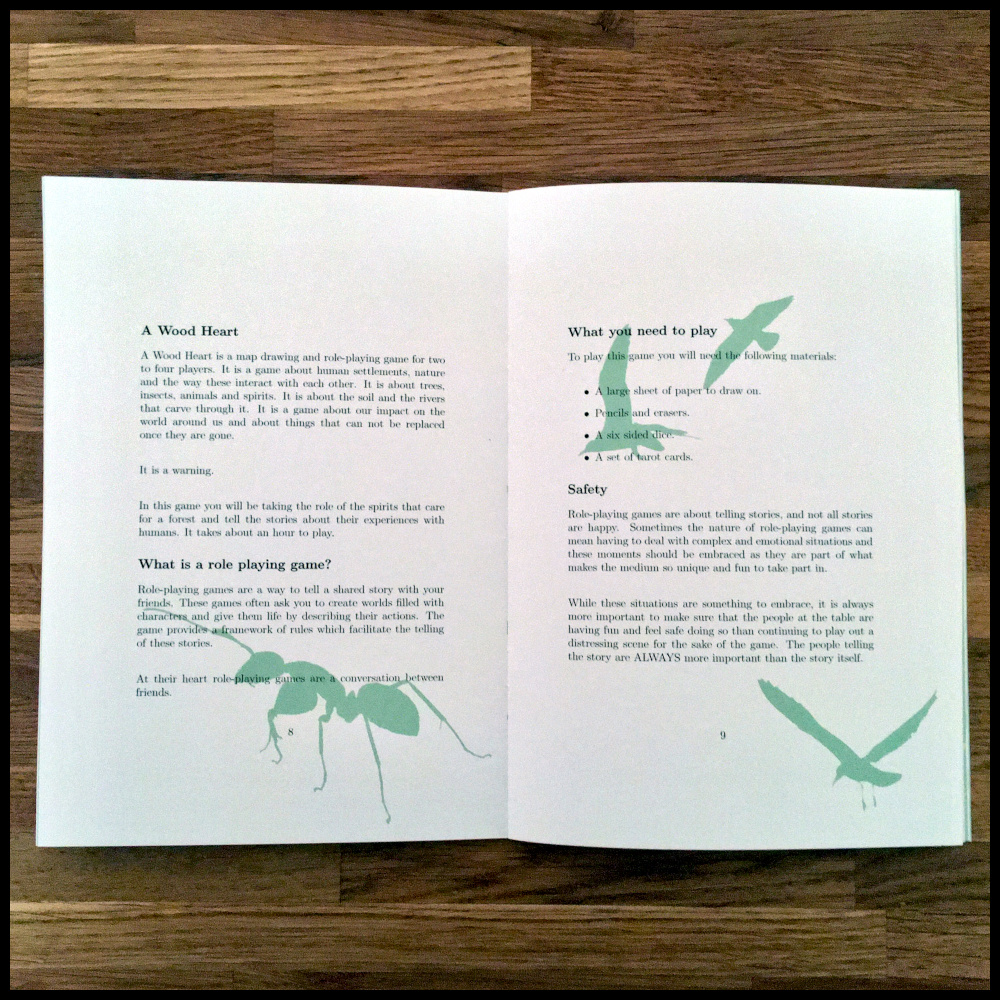 A Wood Heart
A Wood Heart is a map drawing and role-playing game for two
to four players. It is a game about human settlements, nature
and the way these interact with each other. It is about trees,
insects, animals and spirits. It is about the soil and the rivers
that carve through it. It is a game about our impact on the
world around us and about things that can not be replaced
once they are gone.
It is a warning.
In this game you will be taking the role of the spirits that care
for a forest and tell the stories about their experiences with
humans. It takes about an hour to play.
What is a role playing game?
Role-playing games are a way to tell a shared story with your
friends. These games often ask you to create worlds filled with
characters and give them life by describing their actions. The
game provides a framework of rules which facilitate the telling
of these stories.
At their heart role-playing games are a conversation between
friends.
8
What you need to play
To play this game you will need the following materials:
• A large sheet of paper to draw on.
• Pencils and erasers.
• A six sided dice.
• A set of tarot cards.
Safety
Role-playing games are about telling stories, and not all stories
are happy. Sometimes the nature of role-playing games can
mean having to deal with complex and emotional situations and
these moments should be embraced as they are part of what
makes the medium so unique and fun to take part in.
While these situations are something to embrace, it is always
more important to make sure that the people at the table are
having fun and feel safe doing so than continuing to play out a
distressing scene for the sake of the game. The people telling
the story are ALWAYS more important than the story itself.
9